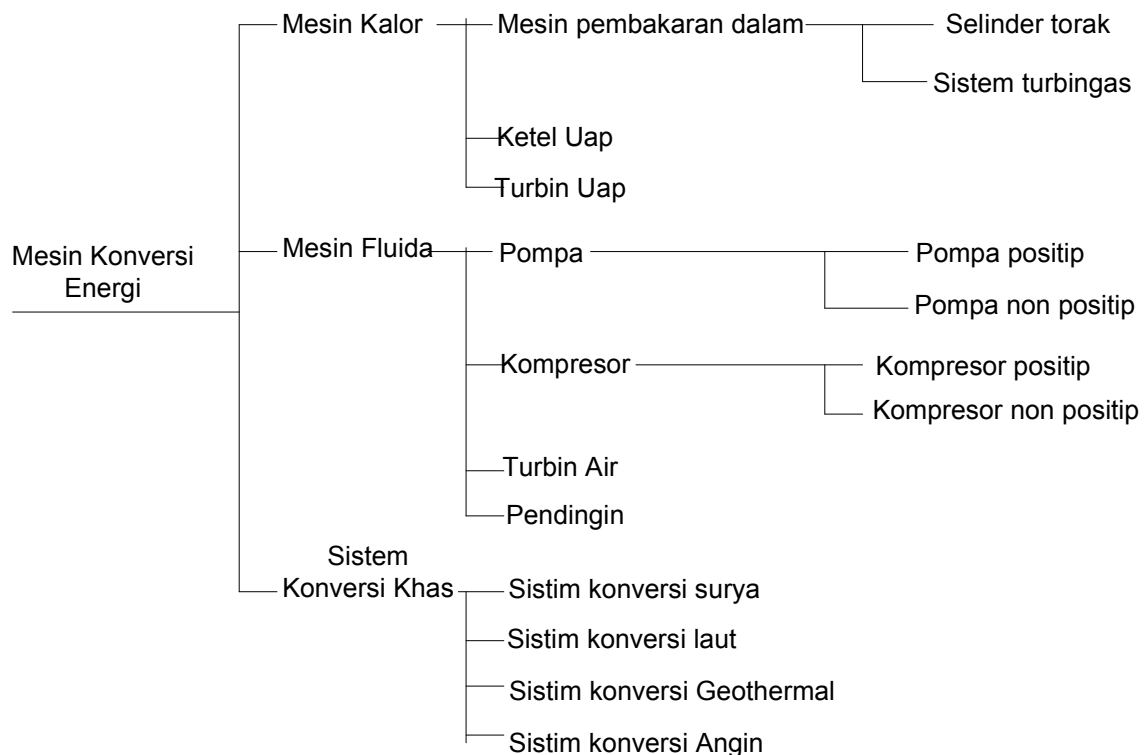 Mesin Konversi
Energi
Mesin Kalor
Mesin pembakaran dalam
Selinder torak
Sistem turbingas
Ketel Uap
Turbin Uap
Mesin Fluida
Pompa
Pompa positip
Pompa non positip
Kompresor
Kompresor positip
Kompresor non positip
Turbin Air
Pendingin
Sistem
Konversi Khas
Sistim konversi surya
Sistim konversi laut
Sistim konversi Geothermal
Sistim konversi Angin